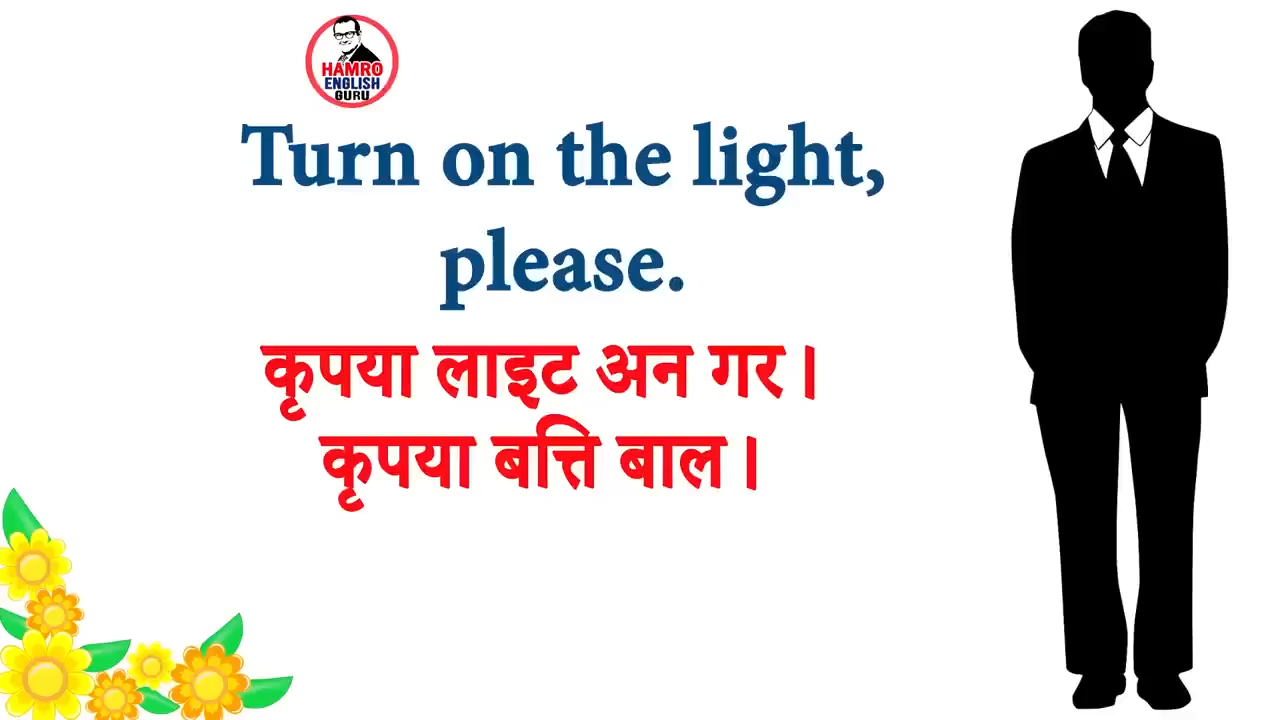 HAMRO
ENGLISH
GURU
Turn on the light,
please.
कृपया लाइट अन गर।
कृपया बत्ति बाल।